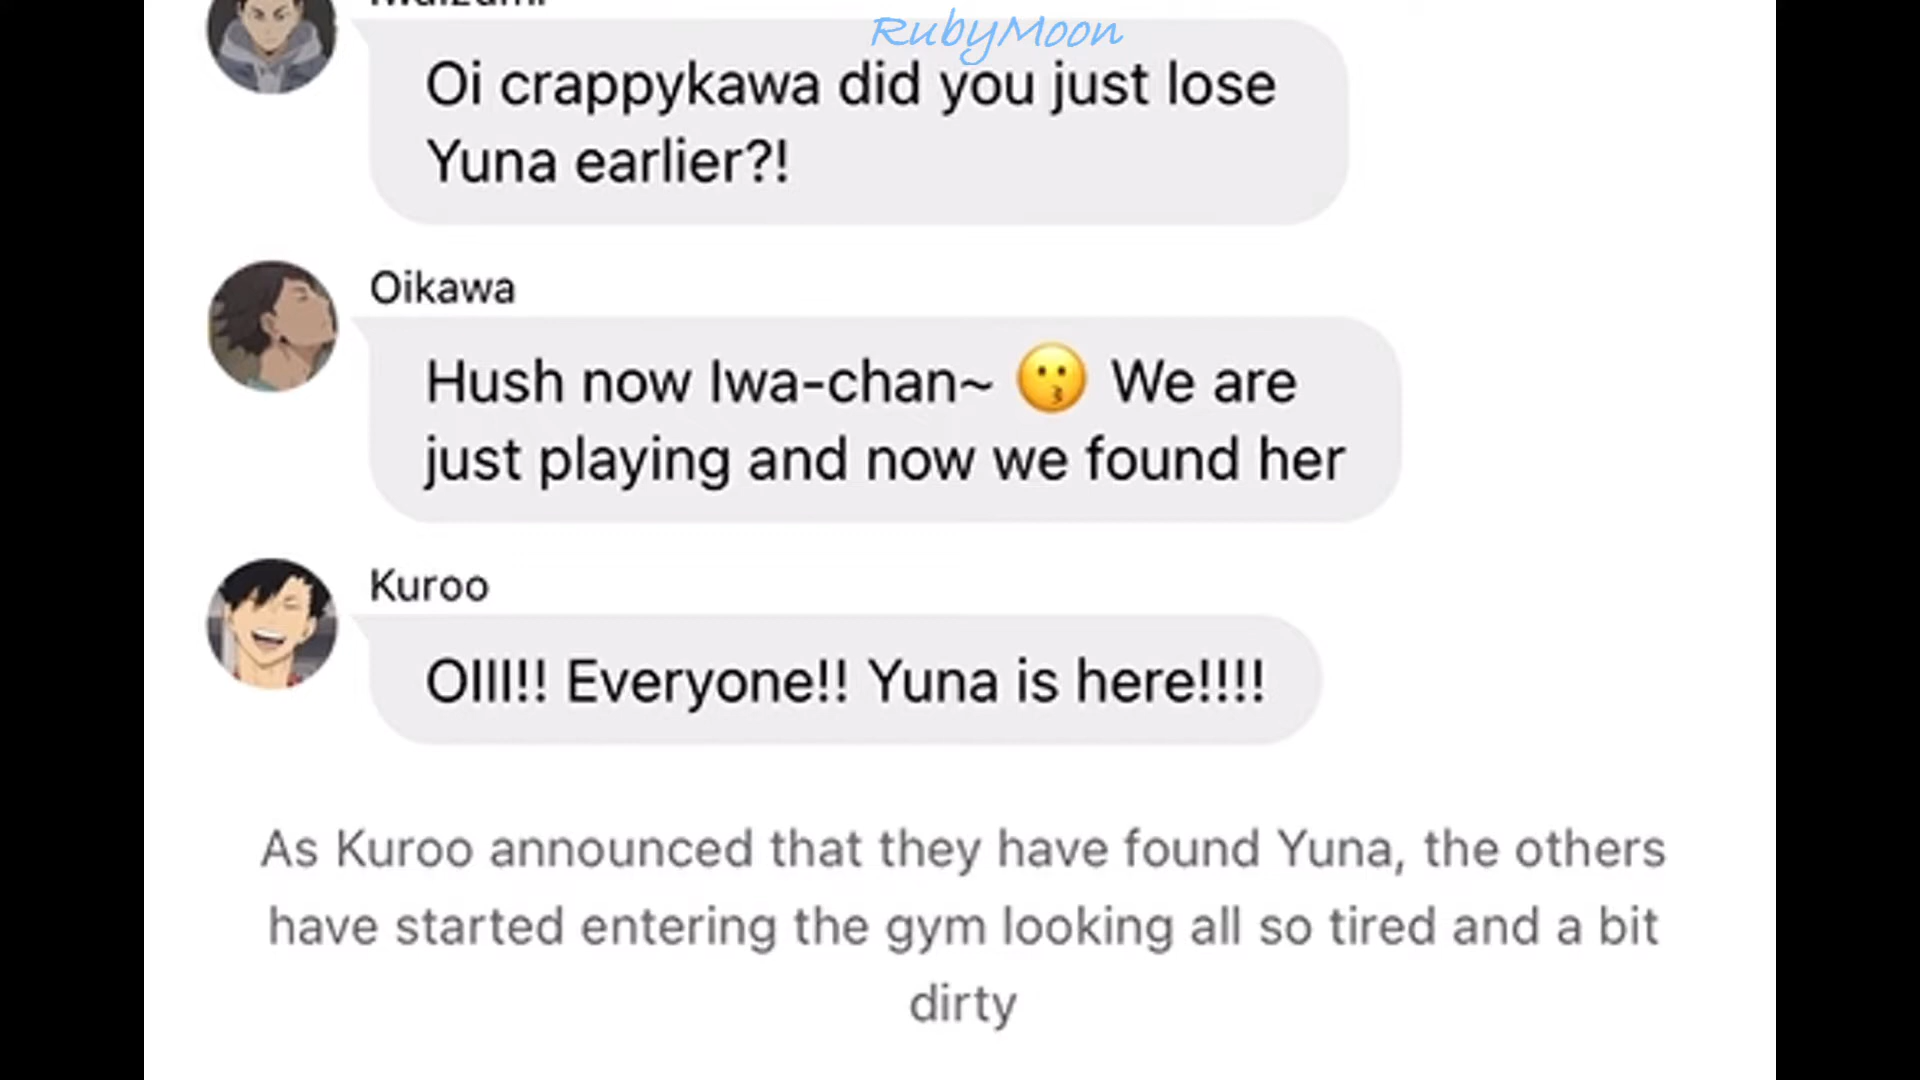 RubyMoon
Oi crappykawa did you just lose
Yuna earlier?!
Oikawa
Hush now Iwa-chan~ 😗 We are
just playing and now we found her
Kuroo
OIII!! Everyone!! Yuna is here!!!!
As Kuroo announced that they have found Yuna, the others
have started entering the gym looking all so tired and a bit
dirty